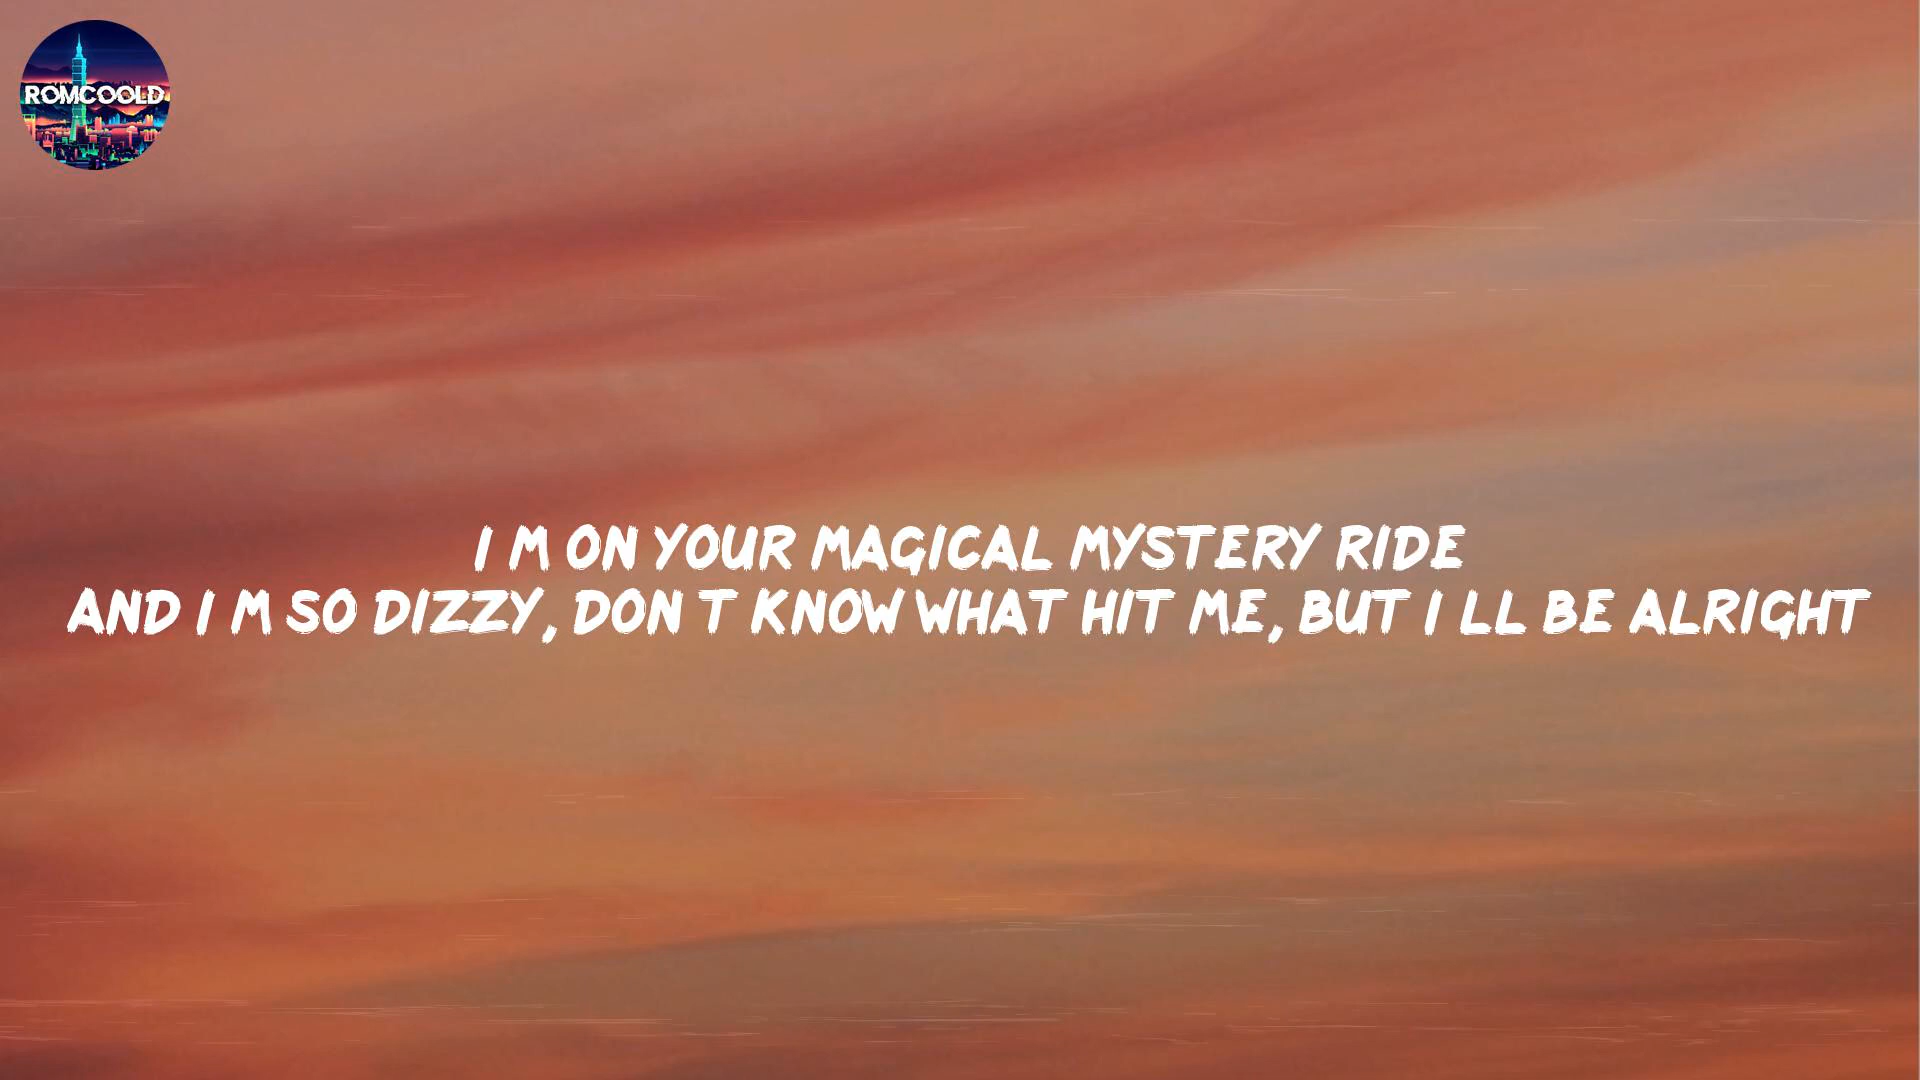 ROMCOOLD
I M ON YOUR MAGICAL MYSTERY RIDE
AND I M SO DIZZY, DON T KNOW WHAT HIT ME, BUT I LL BE ALRIGHT